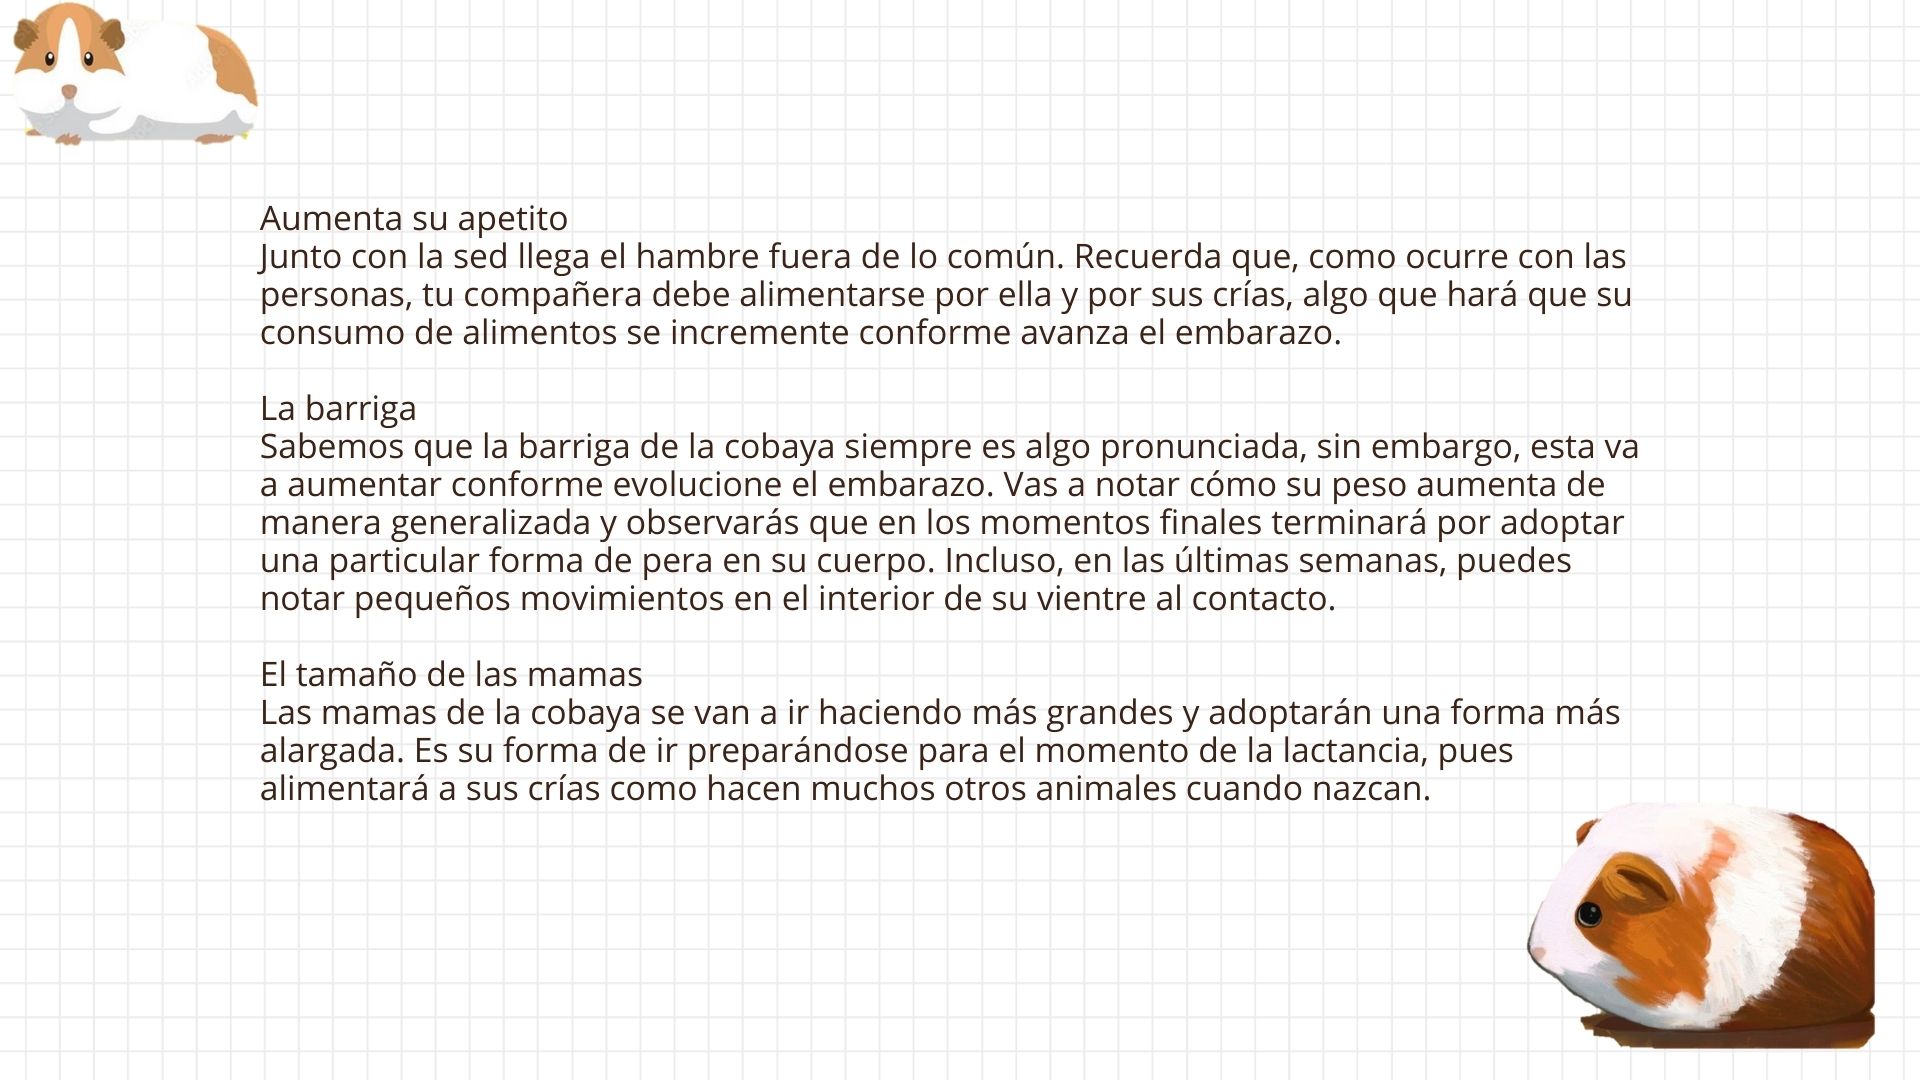 Aumenta su apetito
Junto con la sed llega el hambre fuera de lo común. Recuerda que, como ocurre con las
personas, tu compañera debe alimentarse por ella y por sus crías, algo que hará que su
consumo de alimentos se incremente conforme avanza el embarazo.
La barriga
Sabemos que la barriga de la cobaya siempre es algo pronunciada, sin embargo, esta va
a aumentar conforme evolucione el embarazo. Vas a notar cómo su peso aumenta de
manera generalizada y observarás que en los momentos finales terminará por adoptar
una particular forma de pera en su cuerpo. Incluso, en las últimas semanas, puedes
notar pequeños movimientos en el interior de su vientre al contacto.
El tamaño de las mamas
Las mamas de la cobaya se van a ir haciendo más grandes y adoptarán una forma más
alargada. Es su forma de ir preparándose para el momento de la lactancia, pues
alimentará a sus crías como hacen muchos otros animales cuando nazcan.